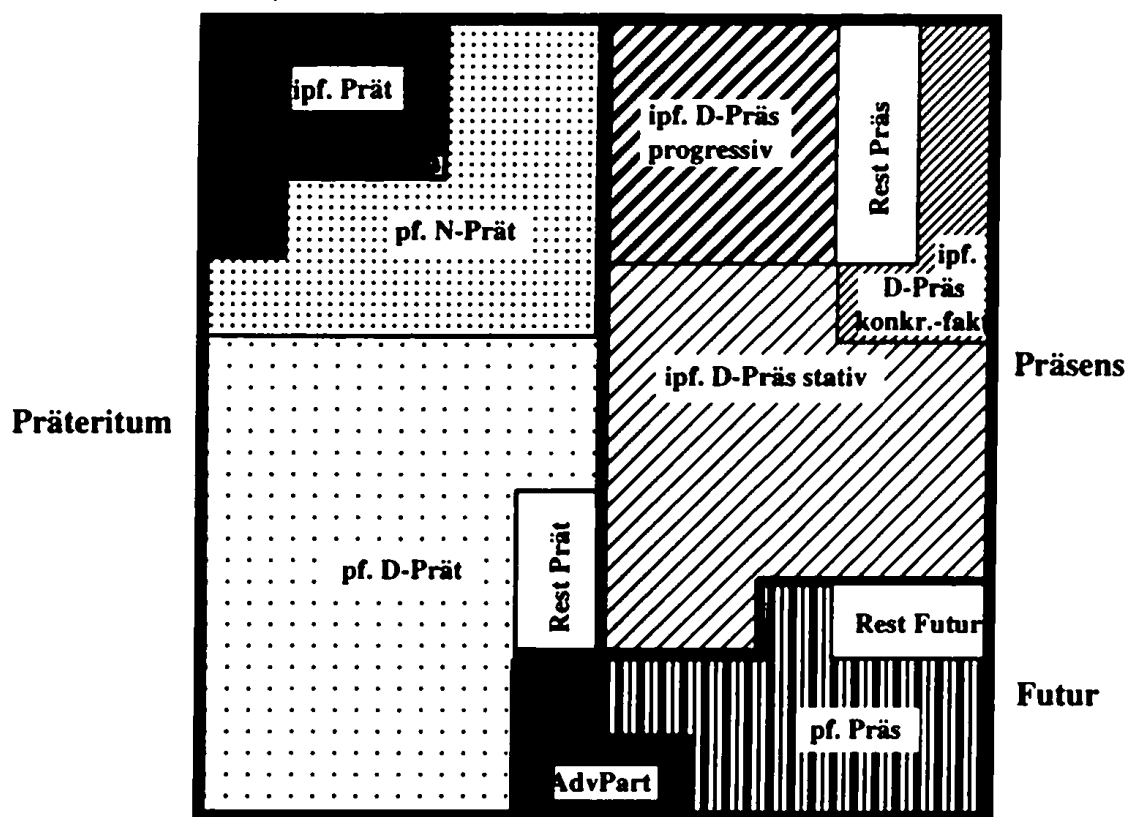 ipf. Prät
ipf. D-Präs
progressiv
Rest Präs
pf. N-Prät
ipf.
D-Präs
konkr.-fakt
ipf. D-Präs stativ
Präsens
Präteritum
Rest Prät
pf. D-Prät
Rest Futur
Futur
pf. Präs
AdvPart